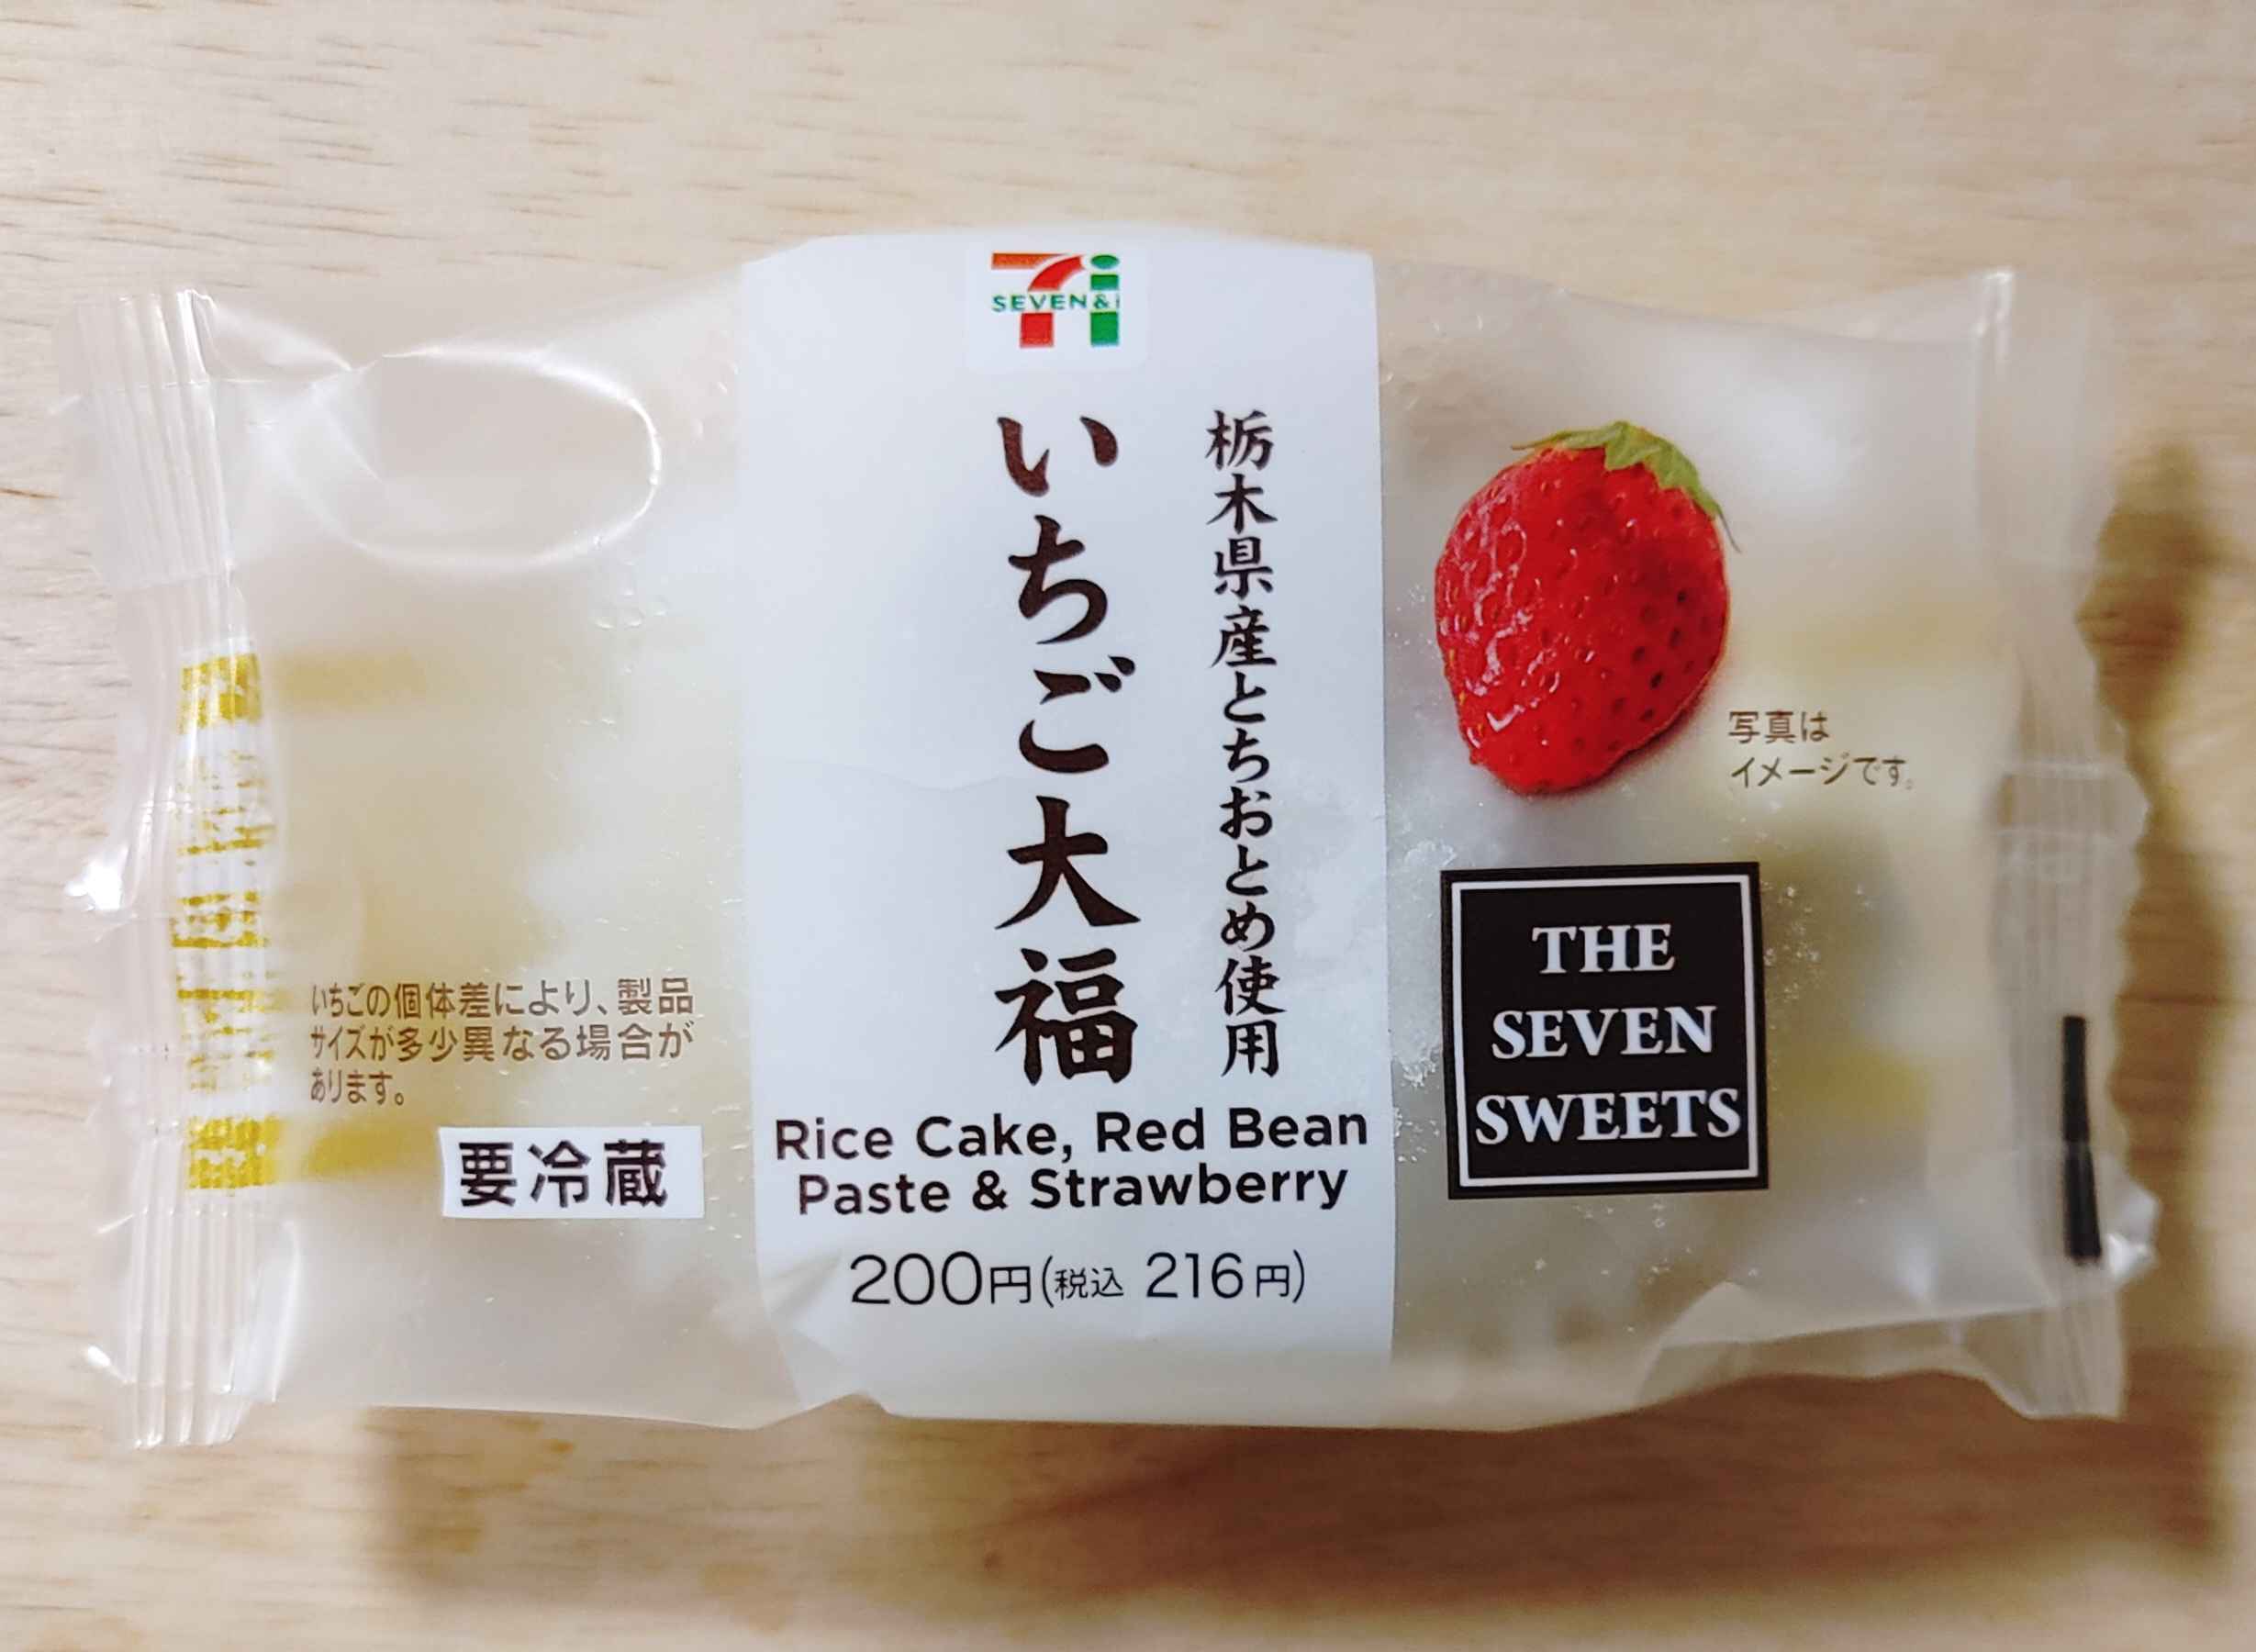 SEVEN&i
栃木県産とちおとめ使用
いちご大福
Rice Cake, Red Bean
Paste & Strawberry
200円(税込 216円)
写真は
イメージです。
THE
SEVEN
SWEETS
いちごの個体差により、製品
サイズが多少異なる場合が
あります。
要冷蔵